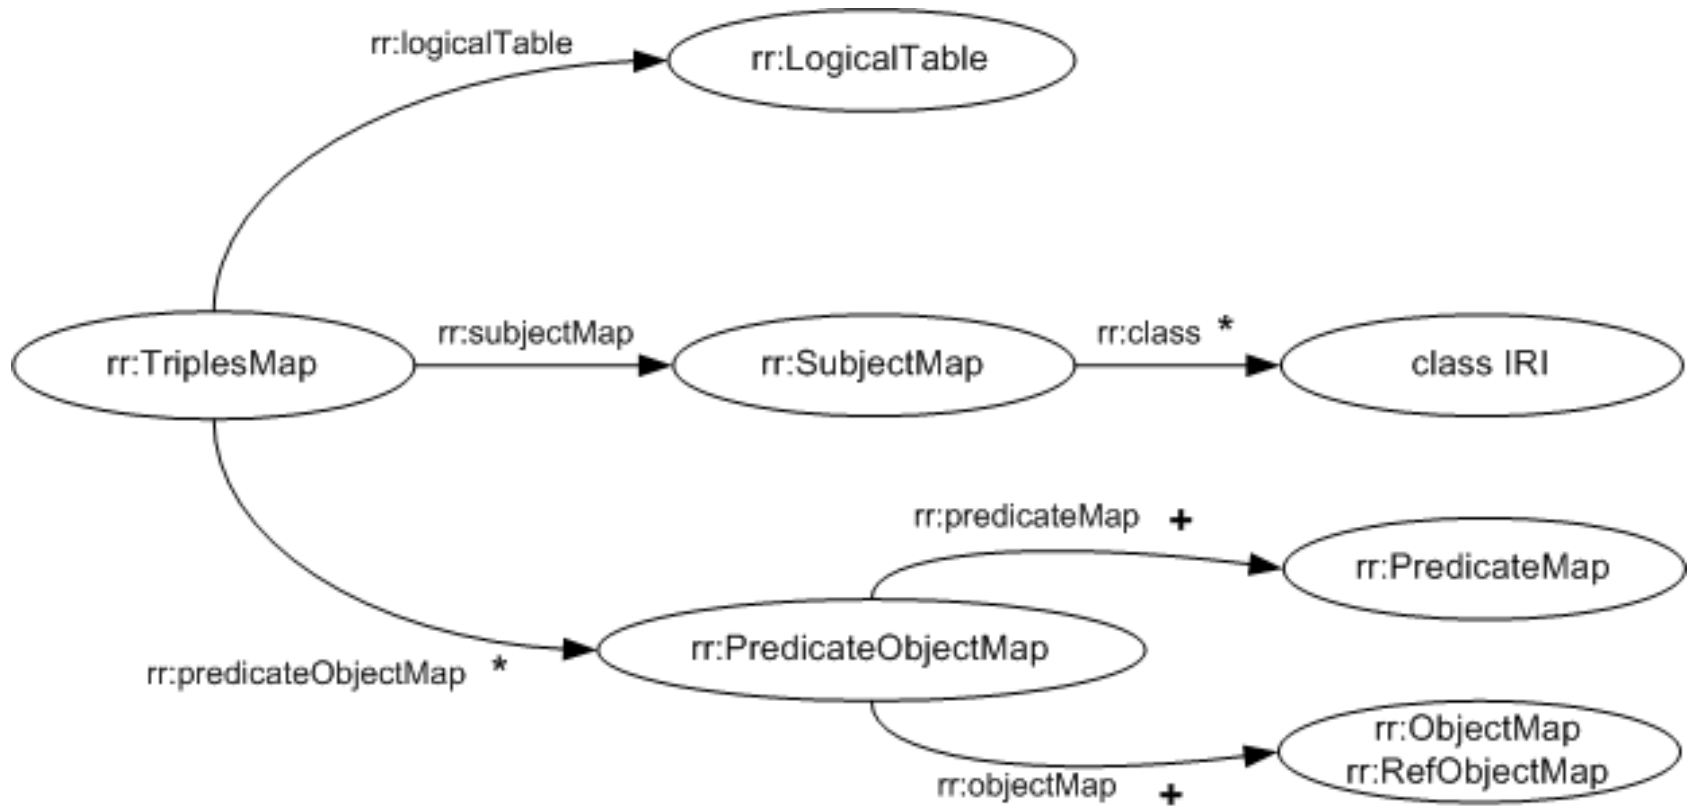 rr:logicalTable
rr:LogicalTable
rr:TriplesMap
rr:subjectMap
rr:SubjectMap
rr:class *
class IRI
rr:predicateObjectMap *
rr:PredicateObjectMap
rr:predicateMap +
rr:PredicateMap
rr:objectMap +
rr:ObjectMap
rr:RefObjectMap